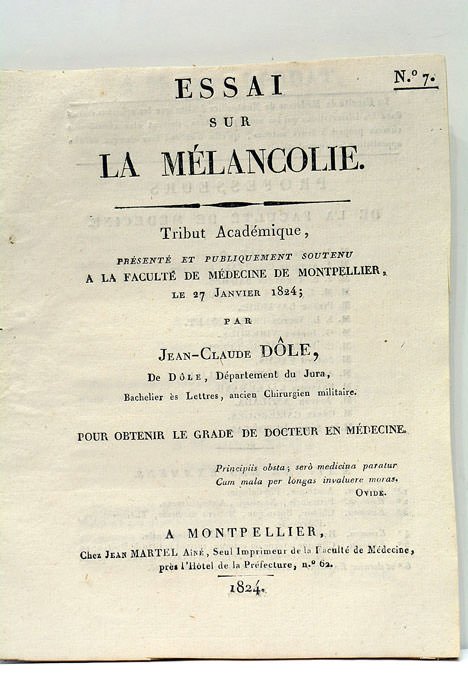 N.º 7.
ESSAI
SUR
LA MÉLANCOLIE.
Tribut Académique,
PRÉSENTÉ ET PUBLIQUEMENT SOUTENU
A LA FACULTÉ DE MÉDECINE DE MONTPELLIER,
LE 27 JANVIER 1824;
PAR
JEAN-CLAUDE DÔLE,
De DÔLE, Département du Jura,
Bachelier ès Lettres, ancien Chirurgien militaire.
POUR OBTENIR LE GRADE DE DOCTEUR EN MÉDECINE.
Principiis obsta; serò medicina paratur
Cum mala per longas invaluere moras.
OVIDE.
A MONTPELLIER,
Chez JEAN MARTEL AINÉ, Seul Imprimeur de la Faculté de Médecine,
près l'Hôtel de la Préfecture, n.º 62.
1824.